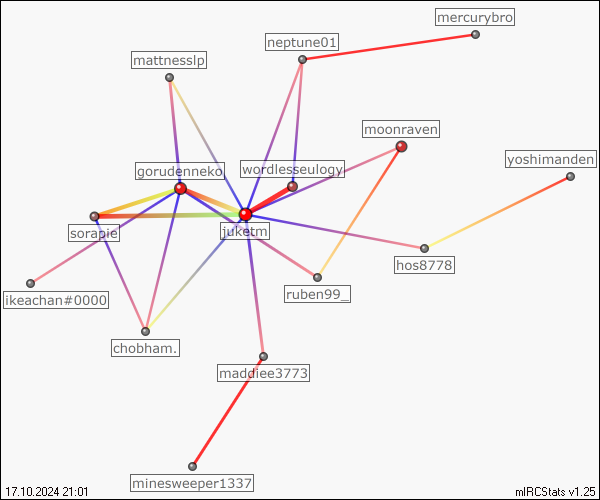 mercurybro
neptune01
mattnesslp
moonraven
yoshimanden
gorudenneko
wordlesseulogy
sorapie
juketm
hos8778
ikeachan#0000
ruben99_
chobham.
maddiee3773
minesweeper1337
17.10.2024 21:01
mIRCStats v1.25